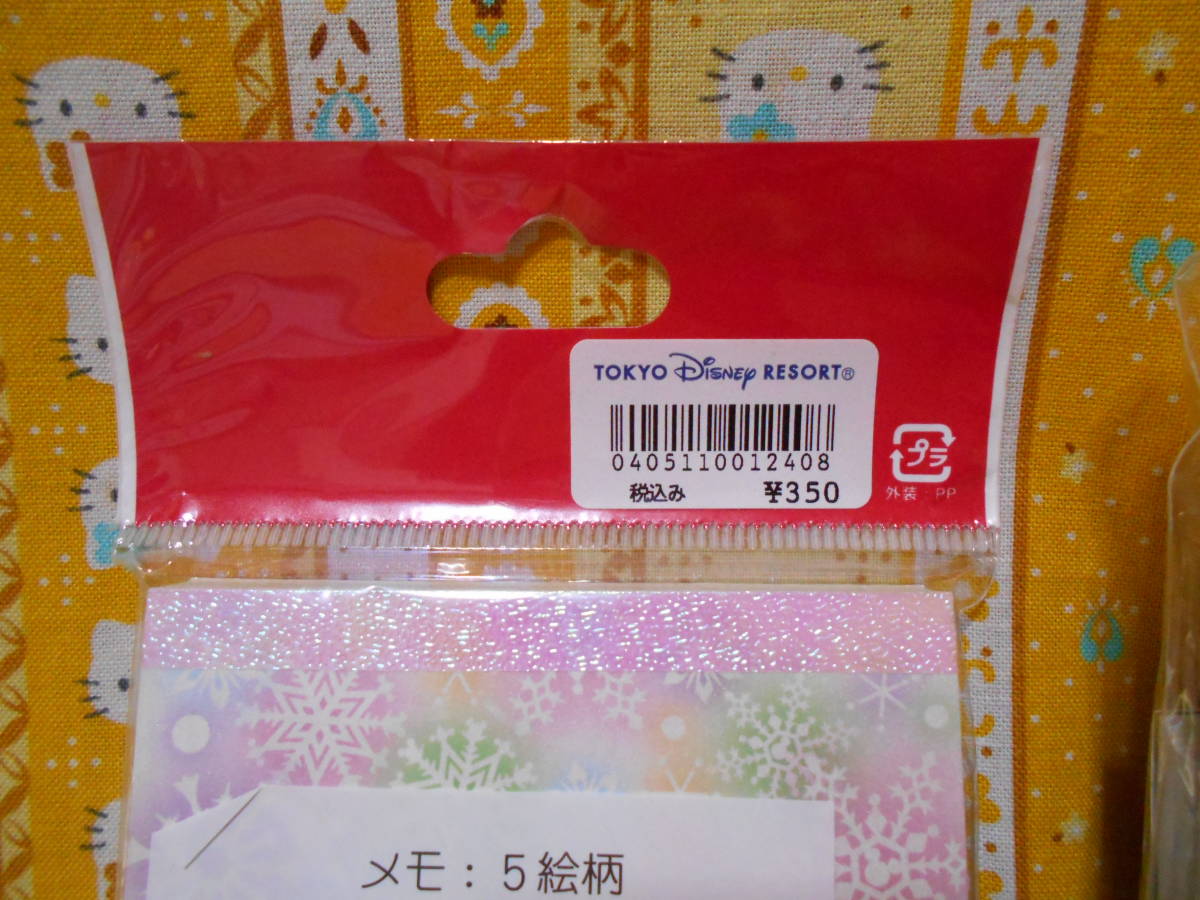 TOKYO Disney RESORT®
0405110012408
税込み ¥350
プラ
外装:PP
メモ:5絵柄